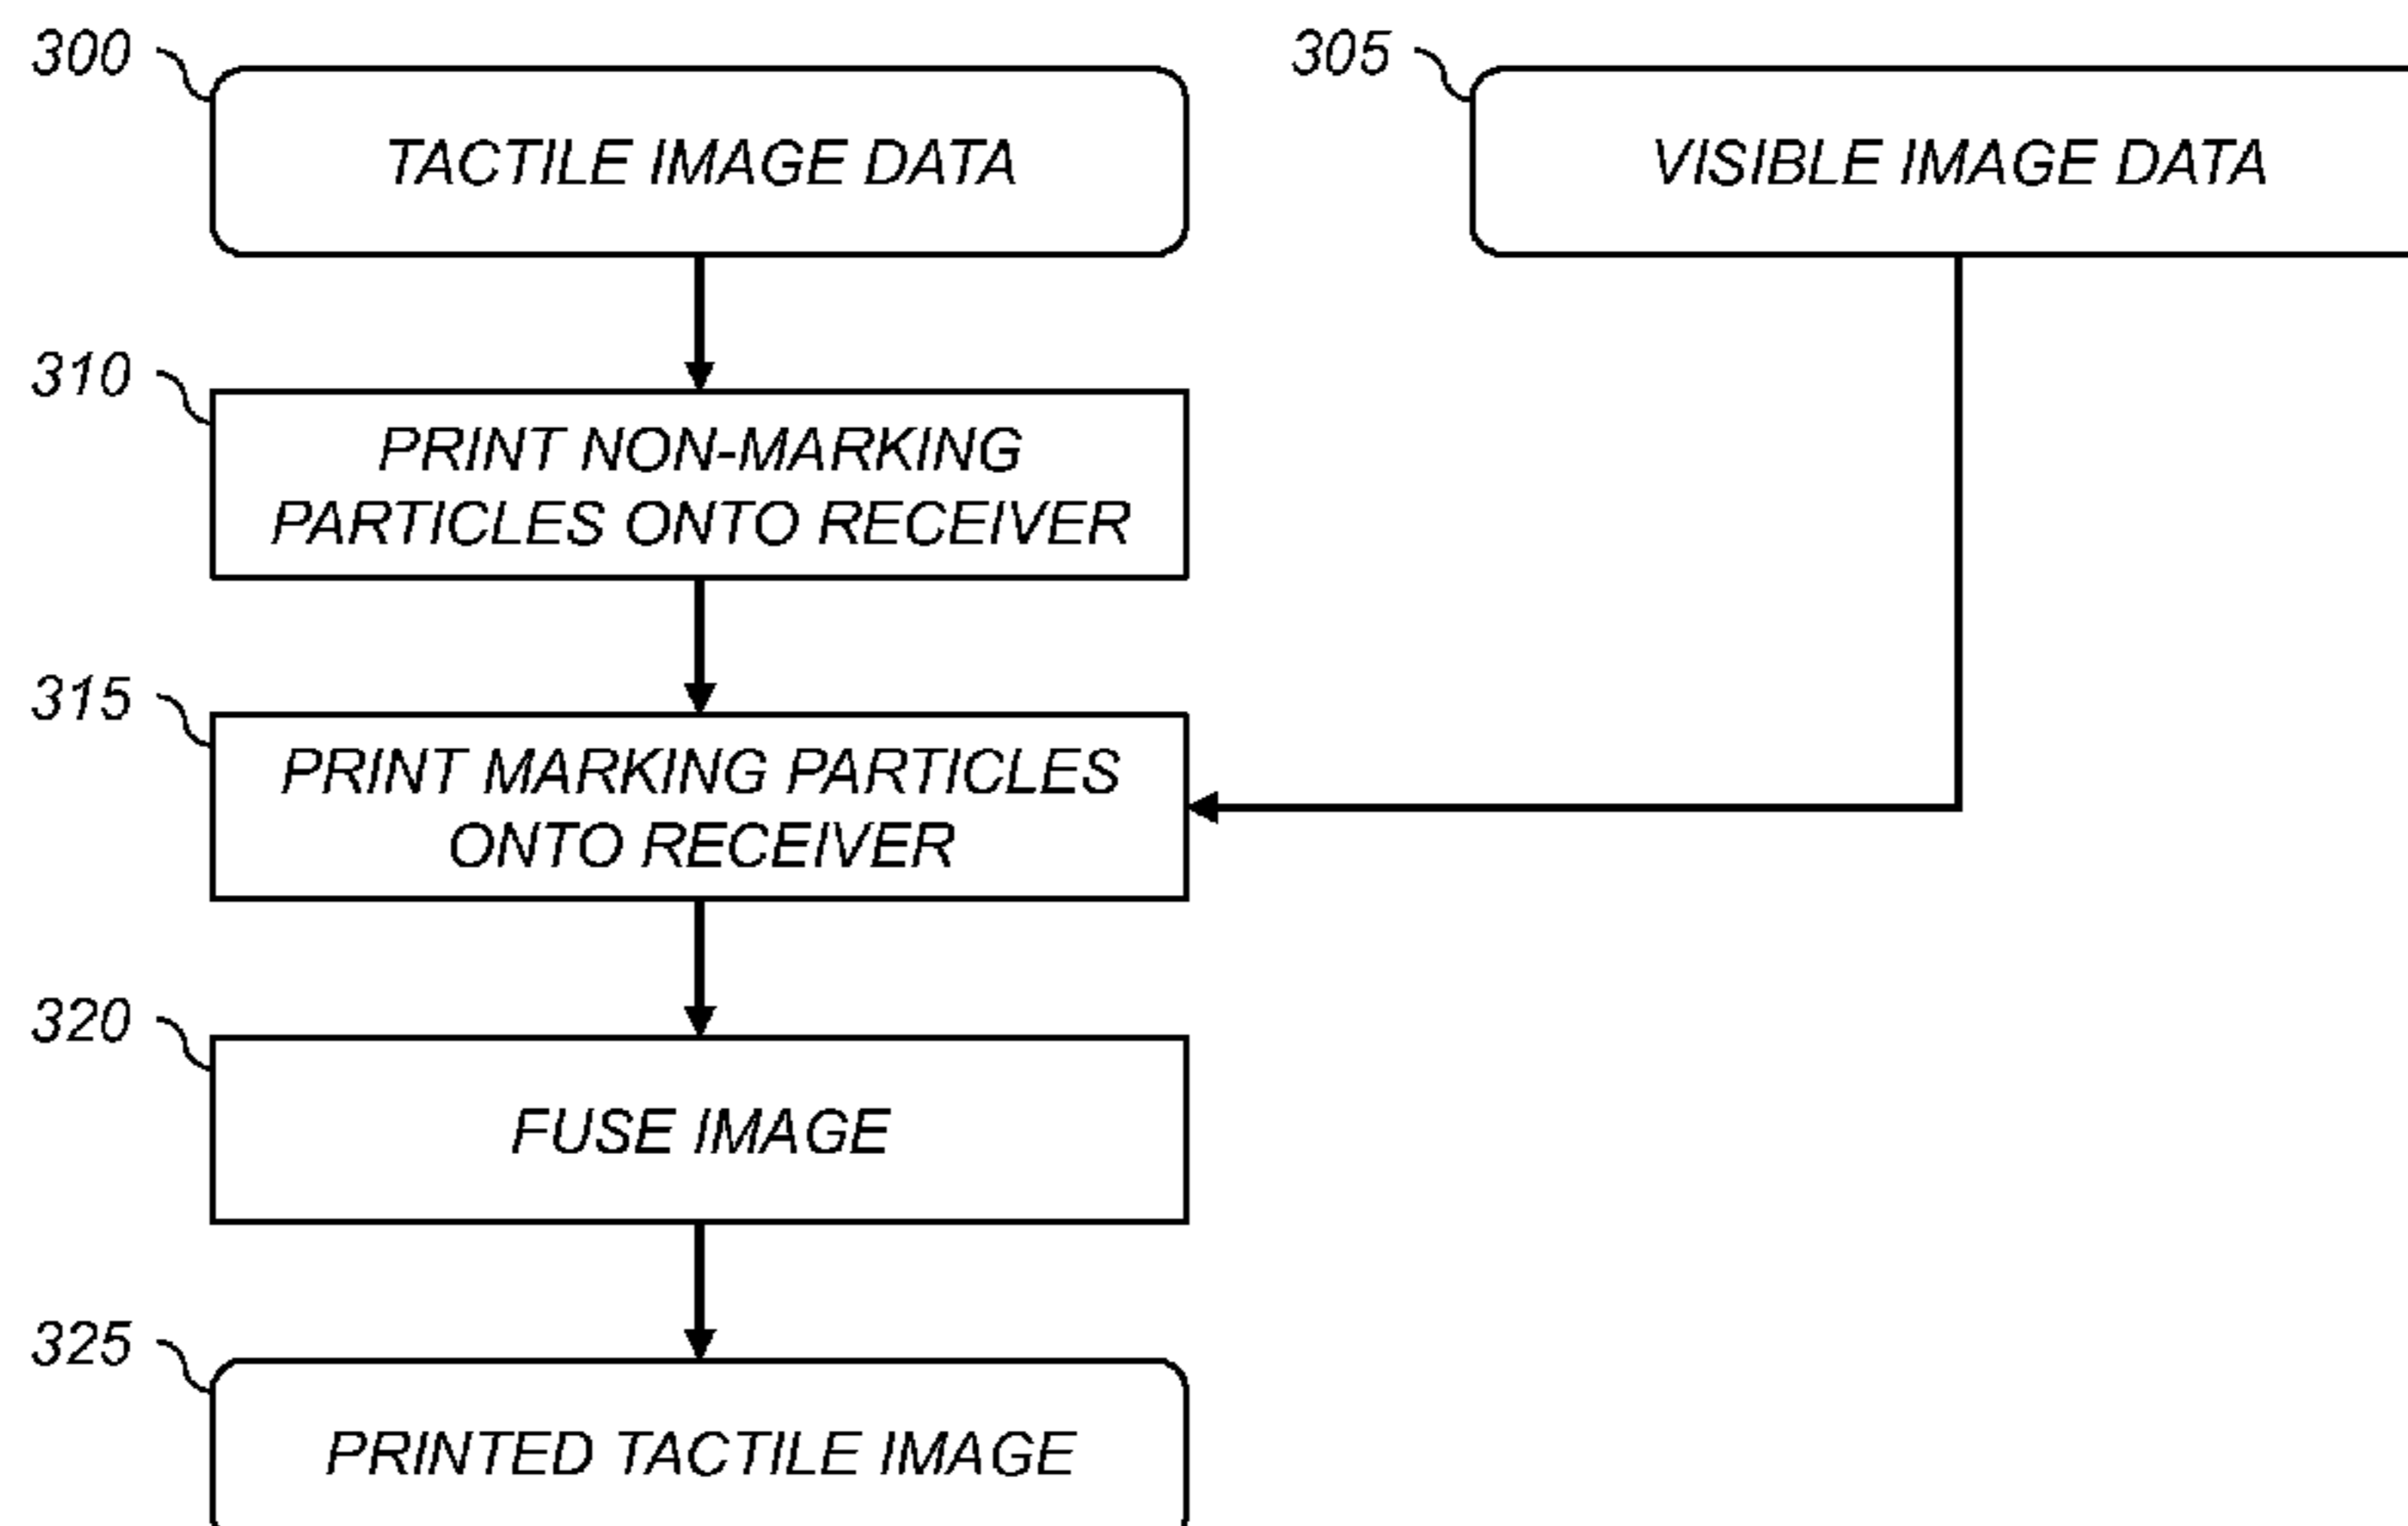 300
TACTILE IMAGE DATA
305
VISIBLE IMAGE DATA
310
PRINT NON-MARKING
PARTICLES ONTO RECEIVER
315
PRINT MARKING PARTICLES
ONTO RECEIVER
320
FUSE IMAGE
325
PRINTED TACTILE IMAGE